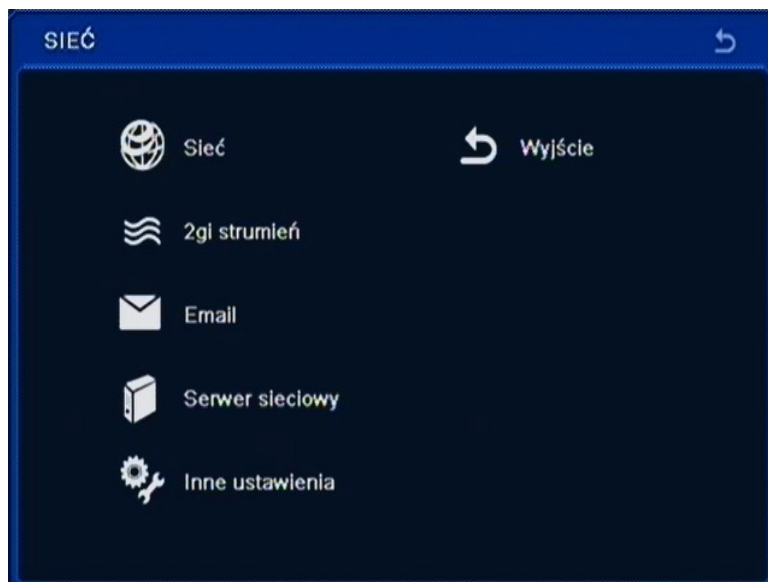 SIEĆ
Sieć
Wyjście
2gi strumień
Email
Serwer sieciowy
Inne ustawienia